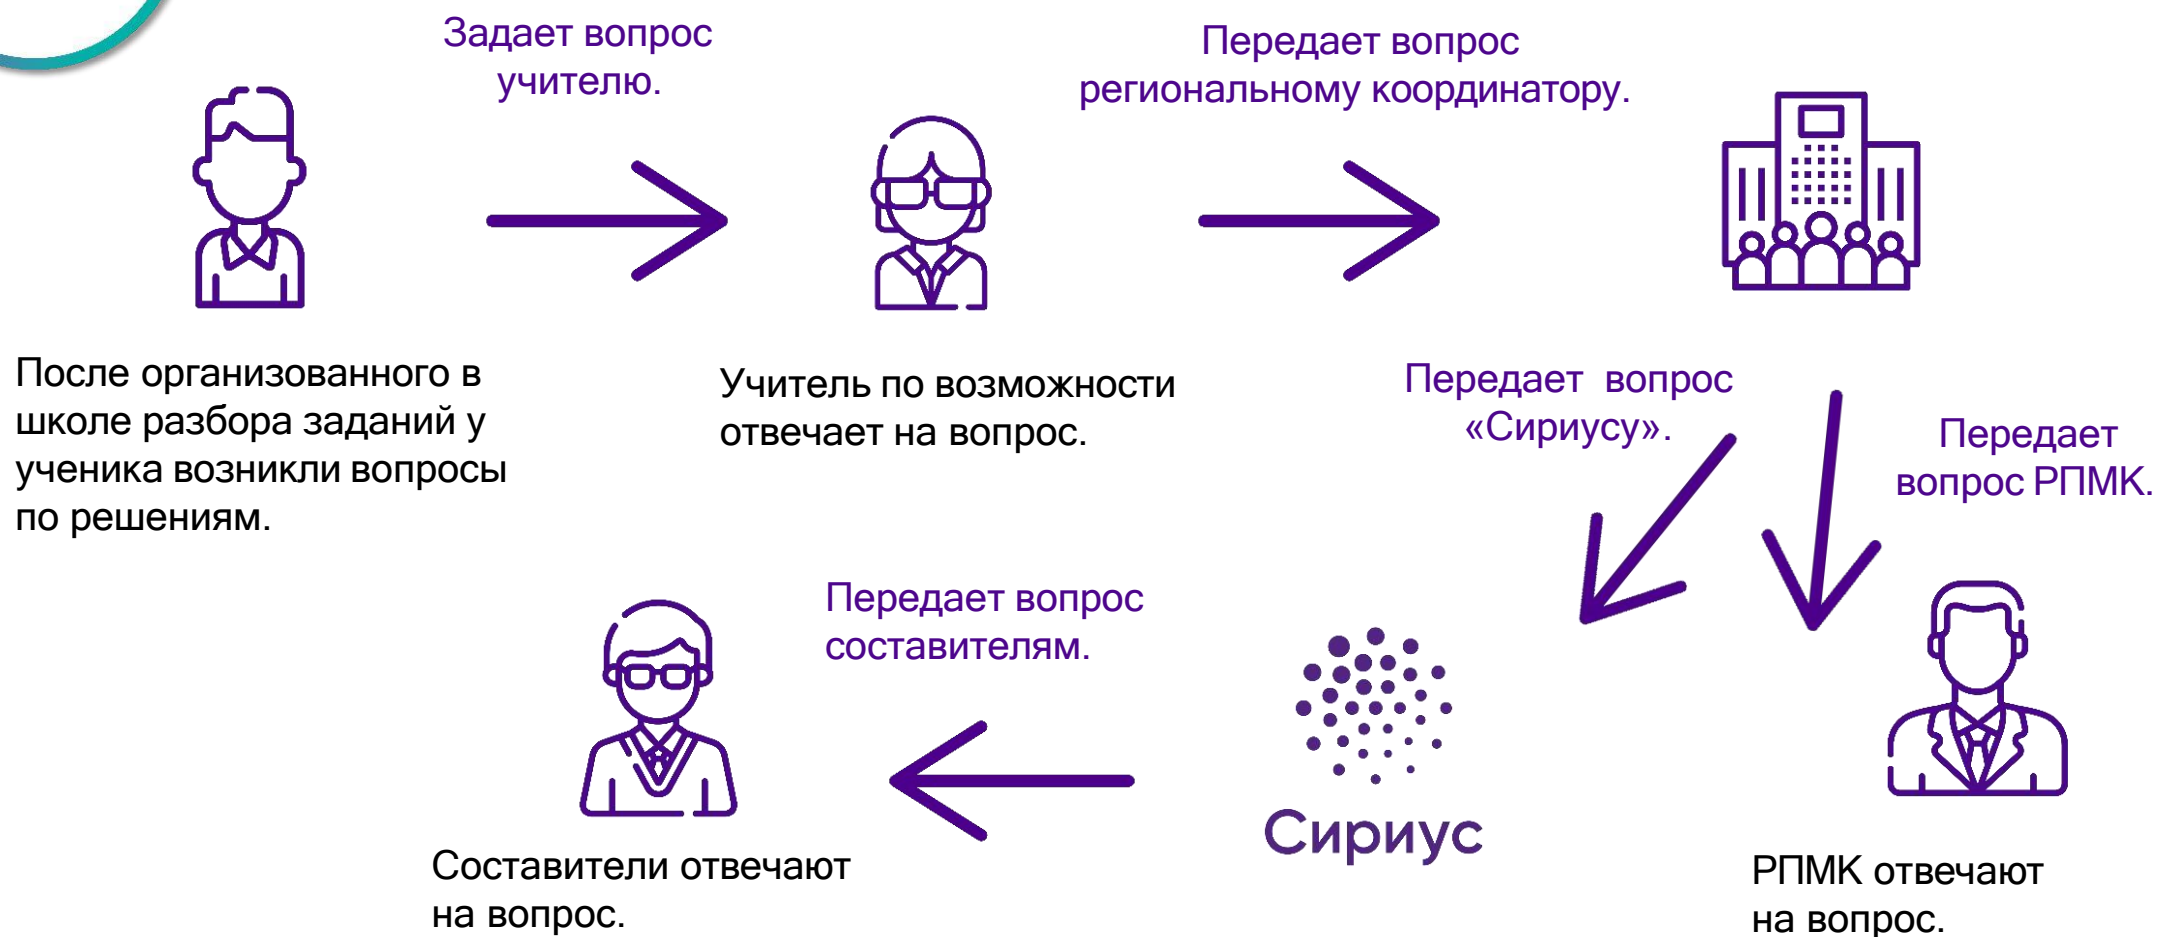 Задает вопрос
учителю.
Передает вопрос
региональному координатору.
После организованного в
школе разбора заданий у
ученика возникли вопросы
по решениям.
Учитель по возможности
отвечает на вопрос.
Передает вопрос
«Сириусу».
Передает
вопрос РПМК.
Передает вопрос
составителям.
Сириус
Составители отвечают
на вопрос.
РПМК отвечают
на вопрос.